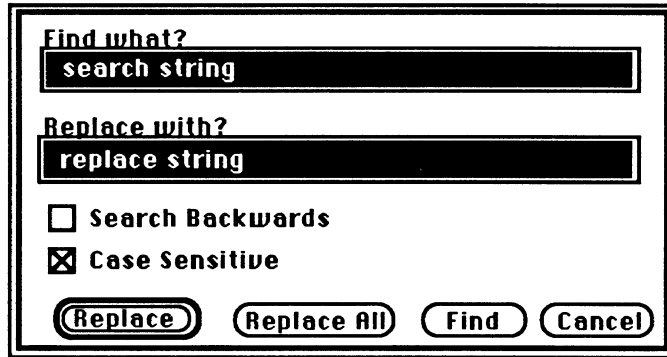 Find what?
search string
Replace with?
replace string
Search Backwards
Case Sensitive
Replace Replace All Find Cancel